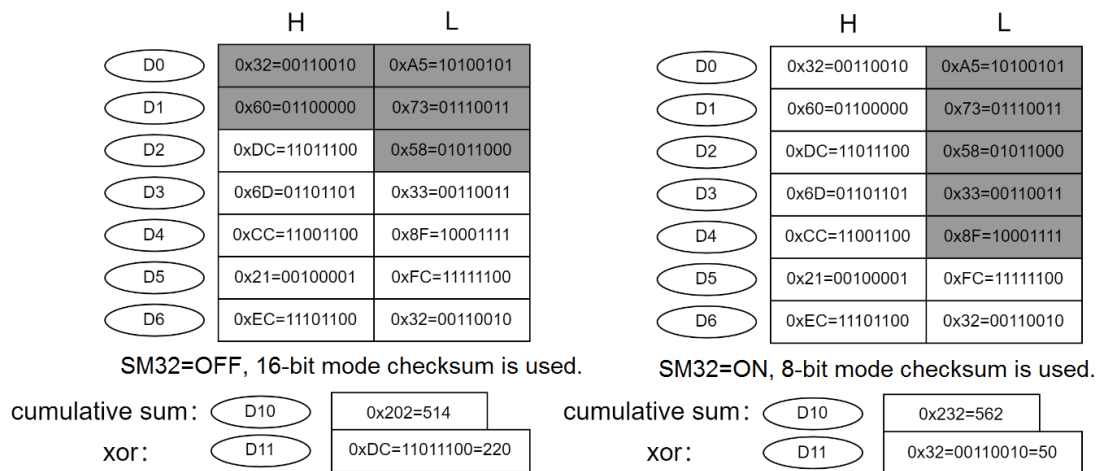 H L H L
D0 0x32=00110010 0xA5=10100101 D0 0x32=00110010 0xA5=10100101
D1 0x60=01100000 0x73=01110011 D1 0x60=01100000 0x73=01110011
D2 0xDC=11011100 0x58=01011000 D2 0xDC=11011100 0x58=01011000
D3 0x6D=01101101 0x33=00110011 D3 0x6D=01101101 0x33=00110011
D4 0xCC=11001100 0x8F=10001111 D4 0xCC=11001100 0x8F=10001111
D5 0x21=00100001 0xFC=11111100 D5 0x21=00100001 0xFC=11111100
D6 0xEC=11101100 0x32=00110010 D6 0xEC=11101100 0x32=00110010
SM32=OFF, 16-bit mode checksum is used. SM32=ON, 8-bit mode checksum is used.
cumulative sum: D10 0x202=514 cumulative sum: D10 0x232=562
xor: D11 0xDC=11011100=220 xor: D11 0x32=00110010=50